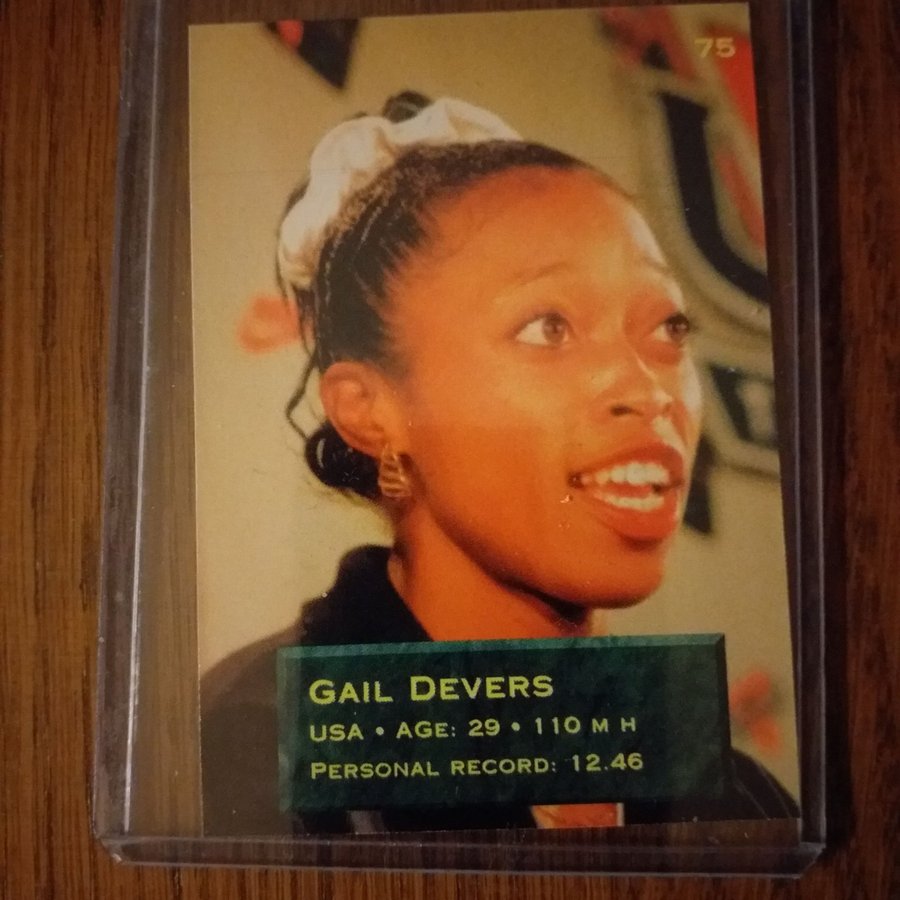 75
GAIL DEVERS
USA • AGE: 29 • 110 M H
PERSONAL RECORD: 12.46